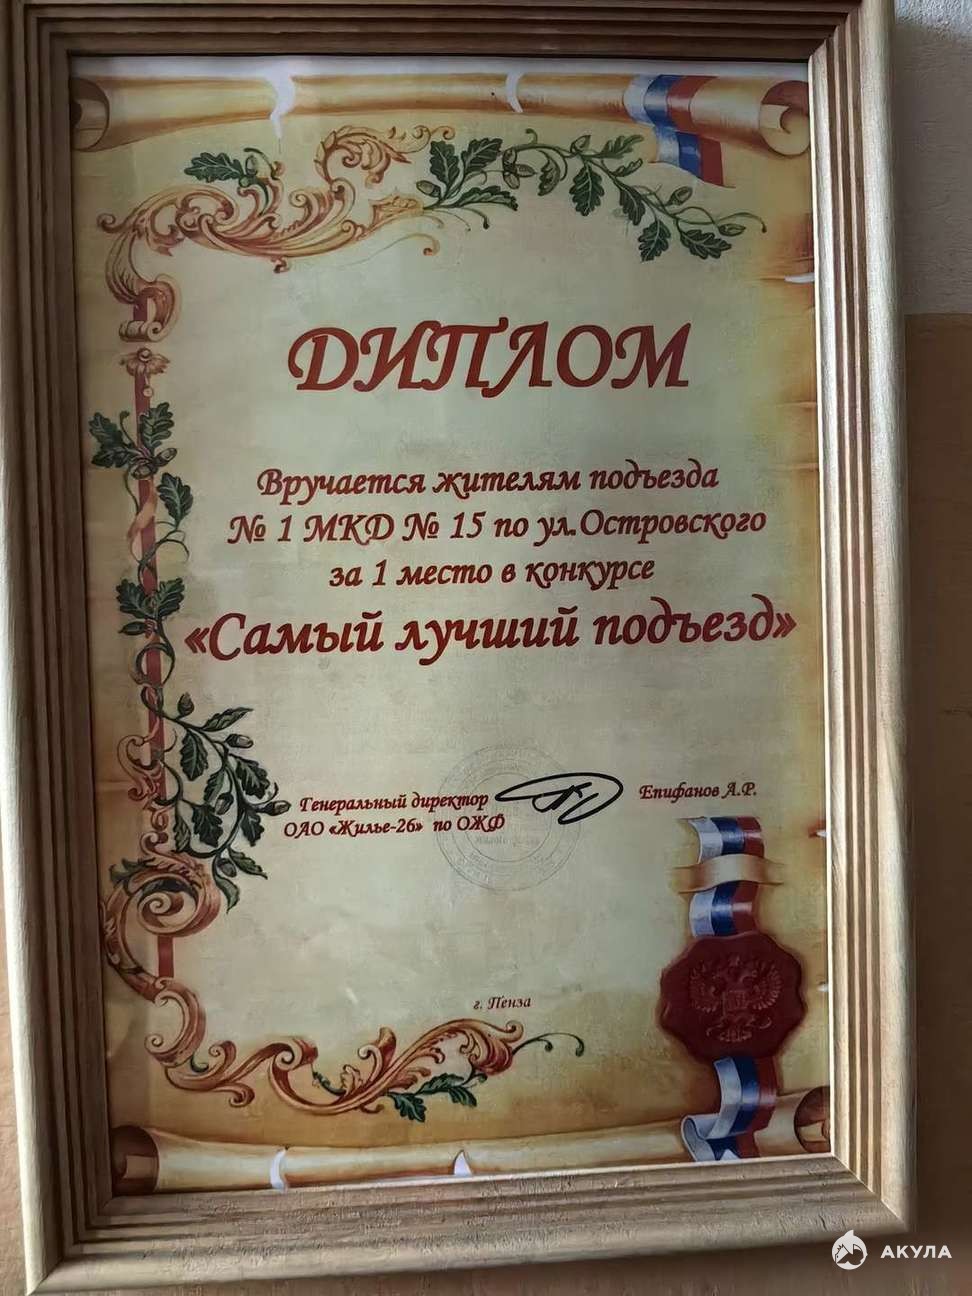 ДИПЛОМ
Вручается жителям подъезда
№ 1 МКД № 15 по ул.Островского
за 1 место в конкурсе
«Самый лучший подъезд»
Генеральный директор Епифанов А.Р.
ОАО «Жилье-26» по ОЖФ
г. Пенза
АКУЛА